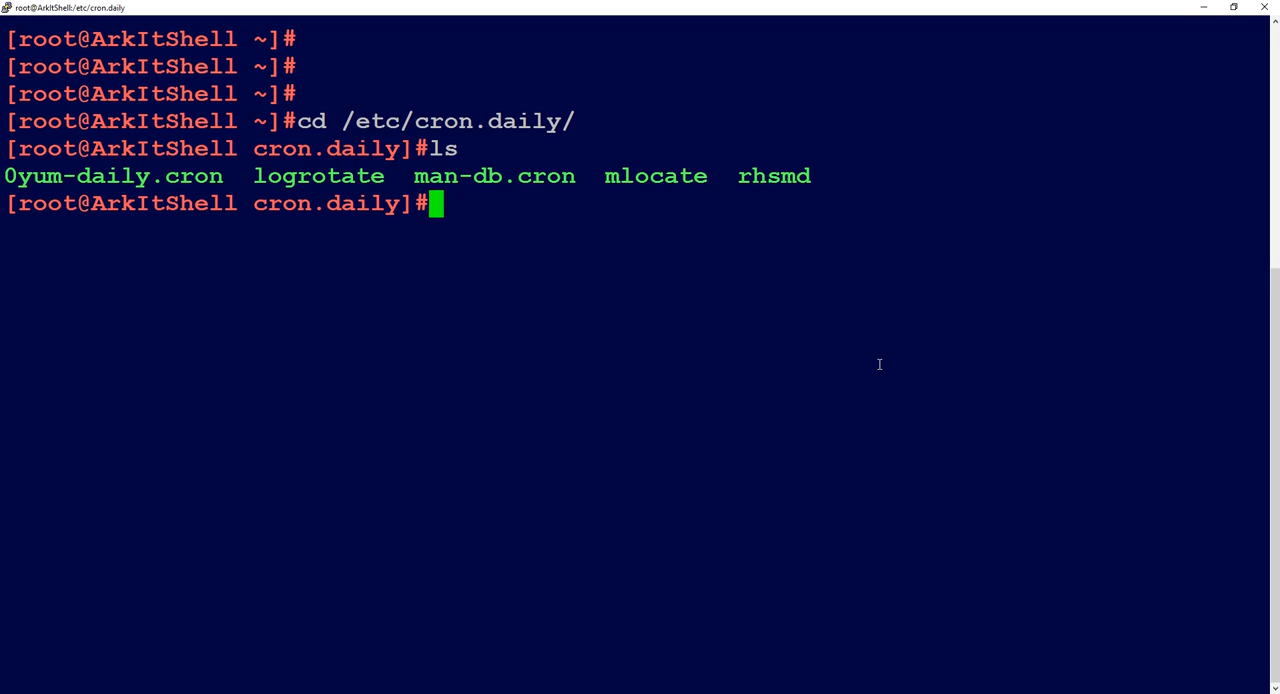 root@ArkItShell:/etc/cron.daily
[root@ArkItShell ~]#
[root@ArkItShell ~]#
[root@ArkItShell ~]#
[root@ArkItShell ~]#cd /etc/cron.daily/
[root@ArkItShell cron.daily]#ls
0yum-daily.cron  logrotate  man-db.cron  mlocate  rhsmd
[root@ArkItShell cron.daily]#